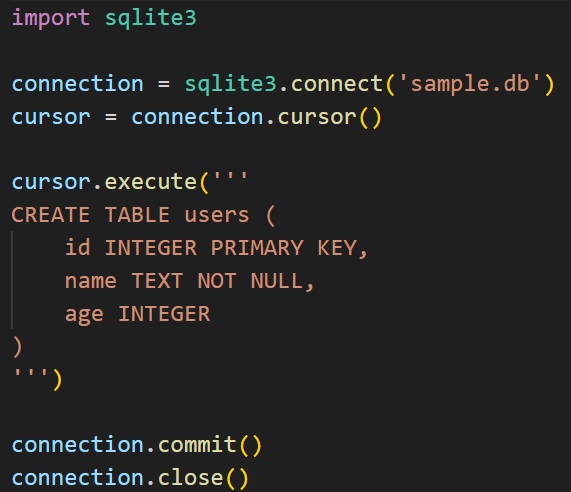 import sqlite3

connection = sqlite3.connect('sample.db')
cursor = connection.cursor()

cursor.execute('''
CREATE TABLE users (
    id INTEGER PRIMARY KEY,
    name TEXT NOT NULL,
    age INTEGER
)
''')

connection.commit()
connection.close()